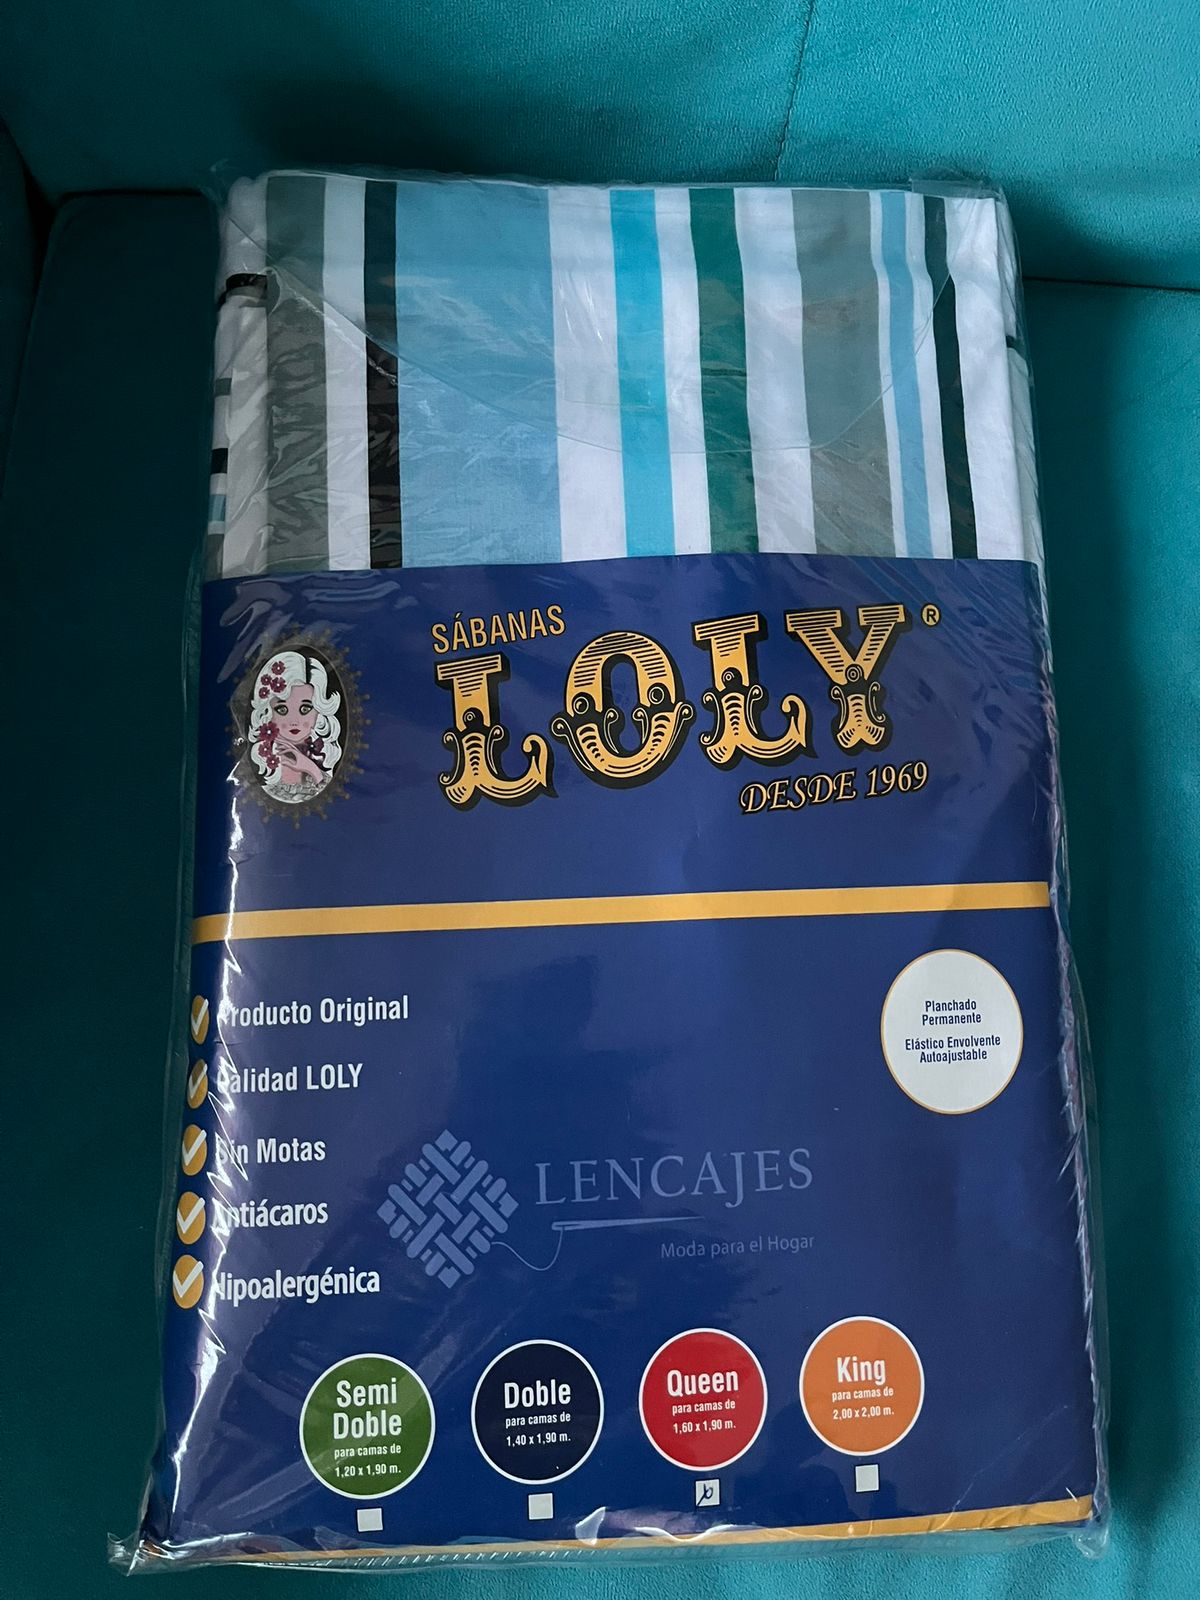 SÁBANAS
LOLY®
DESDE 1969
Producto Original
Calidad LOLY
Sin Motas
Antiácaros
Hipoalergénica
Planchado
Permanente
Elástico Envolvente
Autoajustable
LENCAJES
Moda para el Hogar
Semi
Doble
para camas de
1,20 x 1,90 m.
Doble
para camas de
1,40 x 1,90 m.
Queen
para camas de
1,60 x 1,90 m.
King
para camas de
2,00 x 2,00 m.